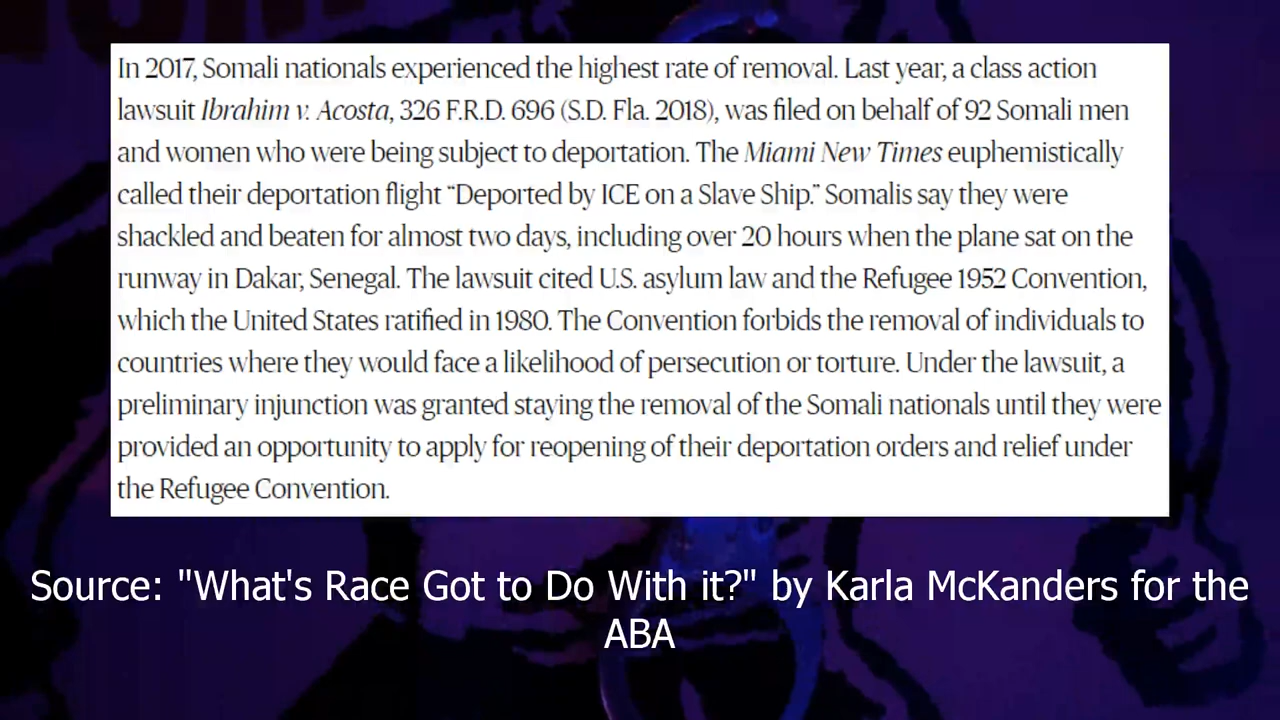 In 2017, Somali nationals experienced the highest rate of removal. Last year, a class action
lawsuit Ibrahim v. Acosta, 326 F.R.D. 696 (S.D. Fla. 2018), was filed on behalf of 92 Somali men
and women who were being subject to deportation. The Miami New Times euphemistically
called their deportation flight “Deported by ICE on a Slave Ship.” Somalis say they were
shackled and beaten for almost two days, including over 20 hours when the plane sat on the
runway in Dakar, Senegal. The lawsuit cited U.S. asylum law and the Refugee 1952 Convention,
which the United States ratified in 1980. The Convention forbids the removal of individuals to
countries where they would face a likelihood of persecution or torture. Under the lawsuit, a
preliminary injunction was granted staying the removal of the Somali nationals until they were
provided an opportunity to apply for reopening of their deportation orders and relief under
the Refugee Convention.
Source: "What's Race Got to Do With it?" by Karla McKanders for the
ABA